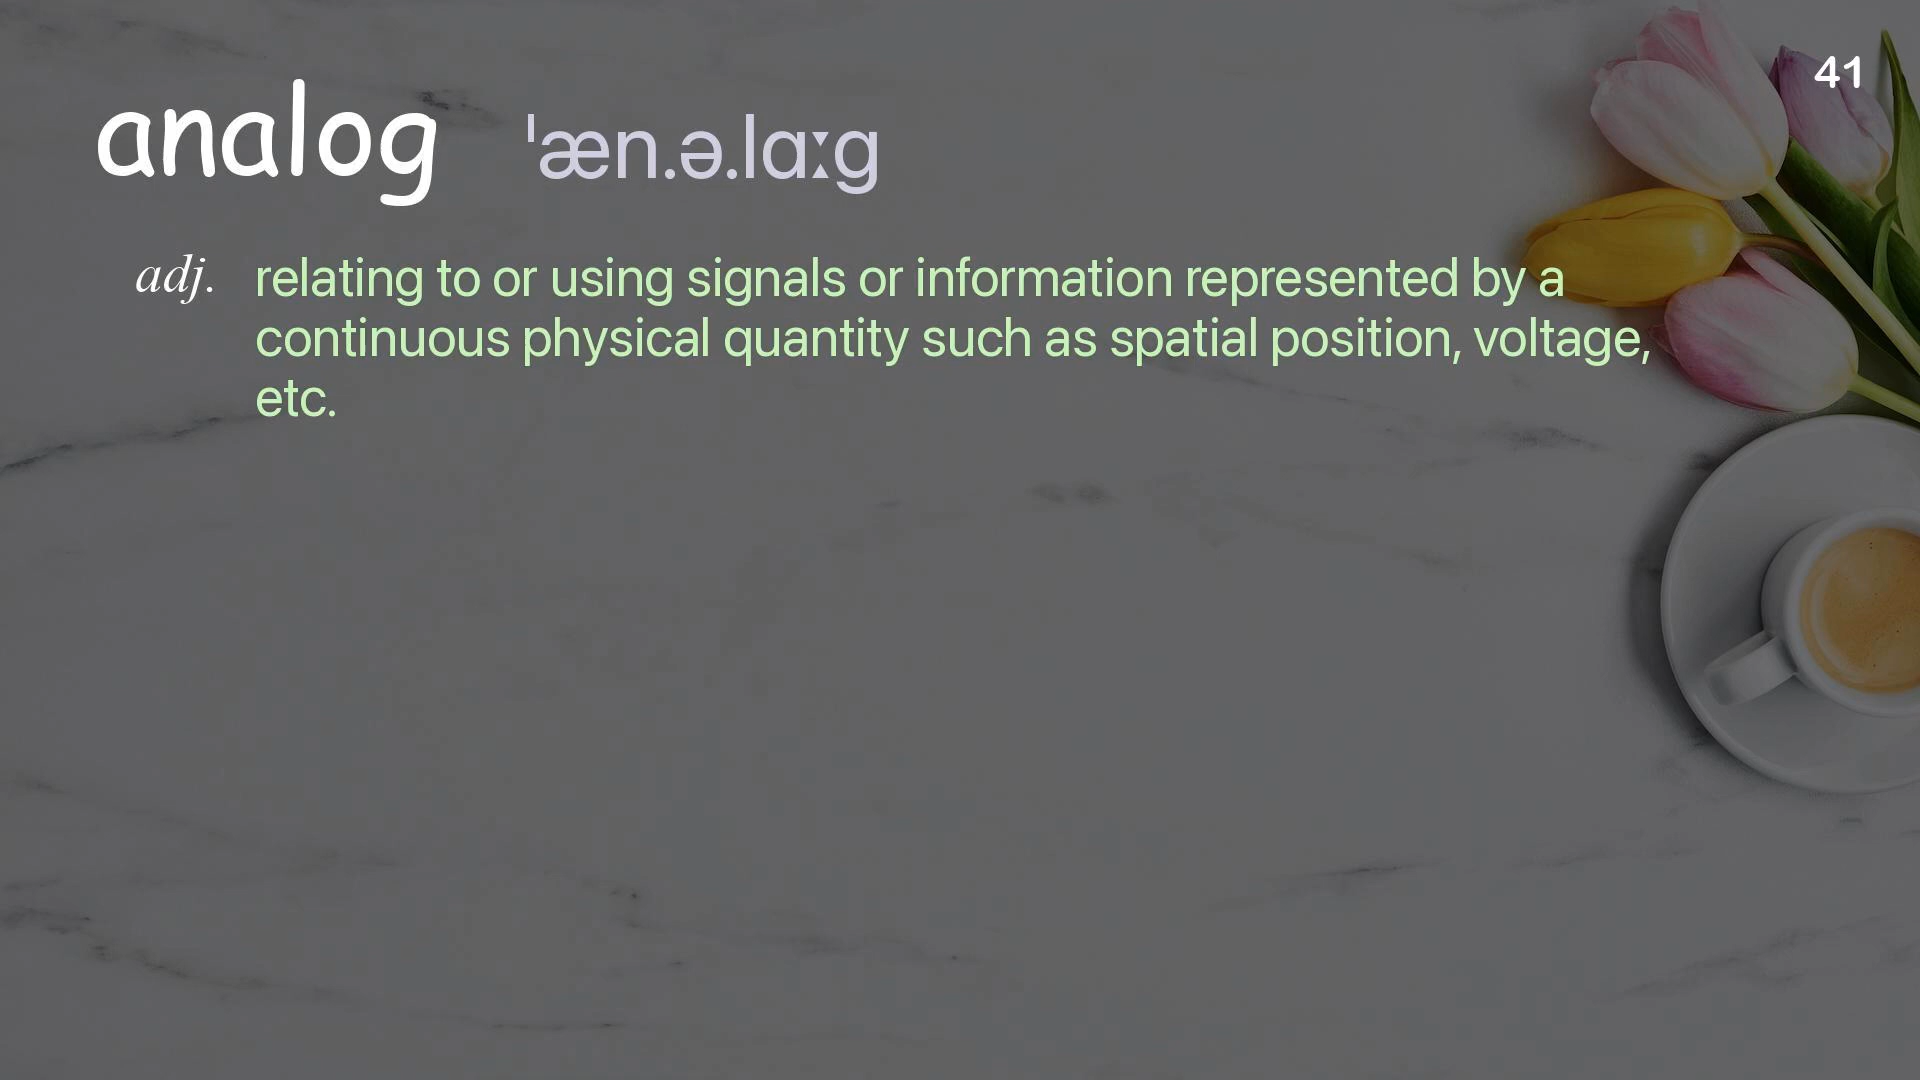 41
analog ˈæn.ə.lɑːg
adj. relating to or using signals or information represented by a
continuous physical quantity such as spatial position, voltage,
etc.